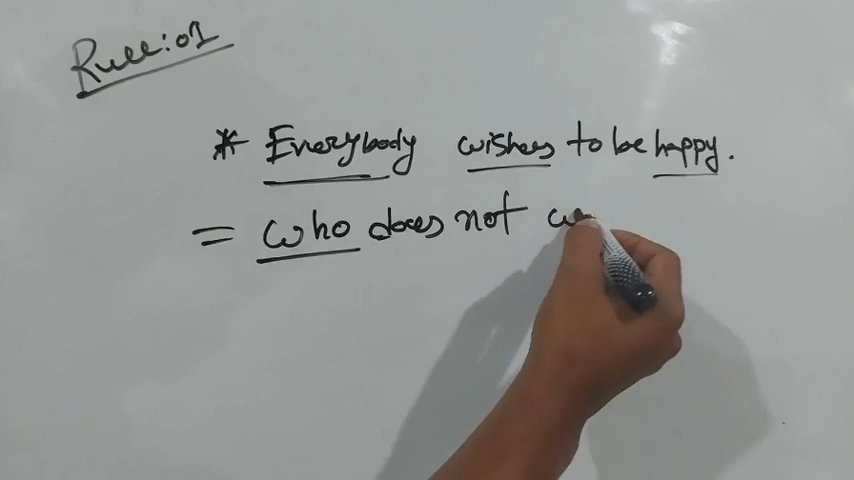 Rule:01
* Everybody wishes to be happy.
= who does not w